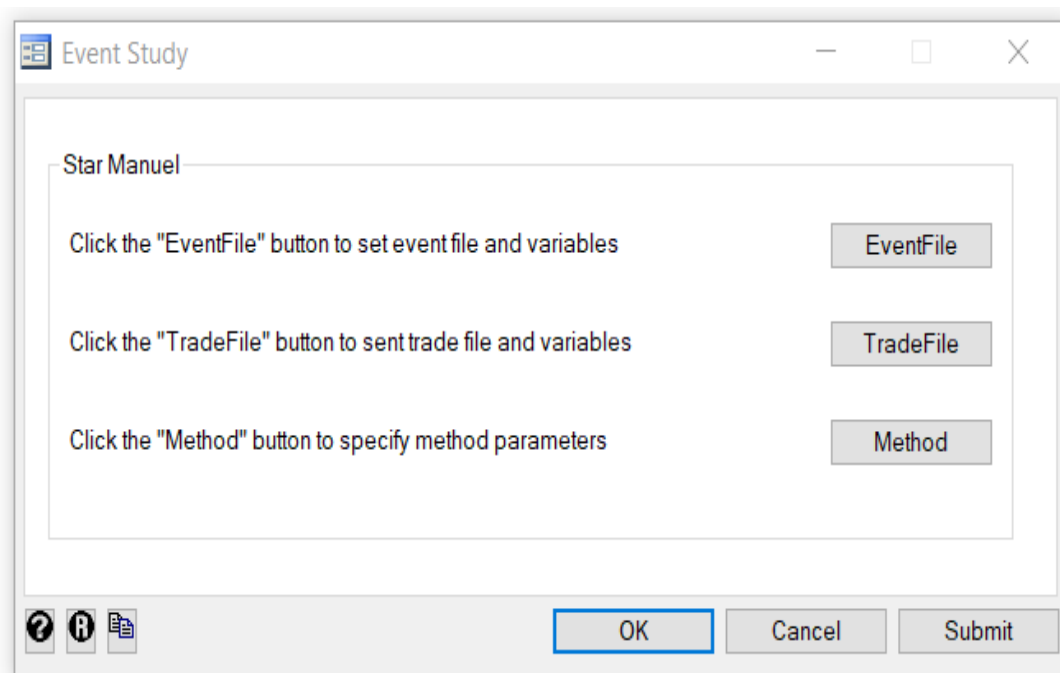 Event Study
Star Manuel
Click the "EventFile" button to set event file and variables
EventFile
Click the "TradeFile" button to sent trade file and variables
TradeFile
Click the "Method" button to specify method parameters
Method
? R
OK
Cancel
Submit